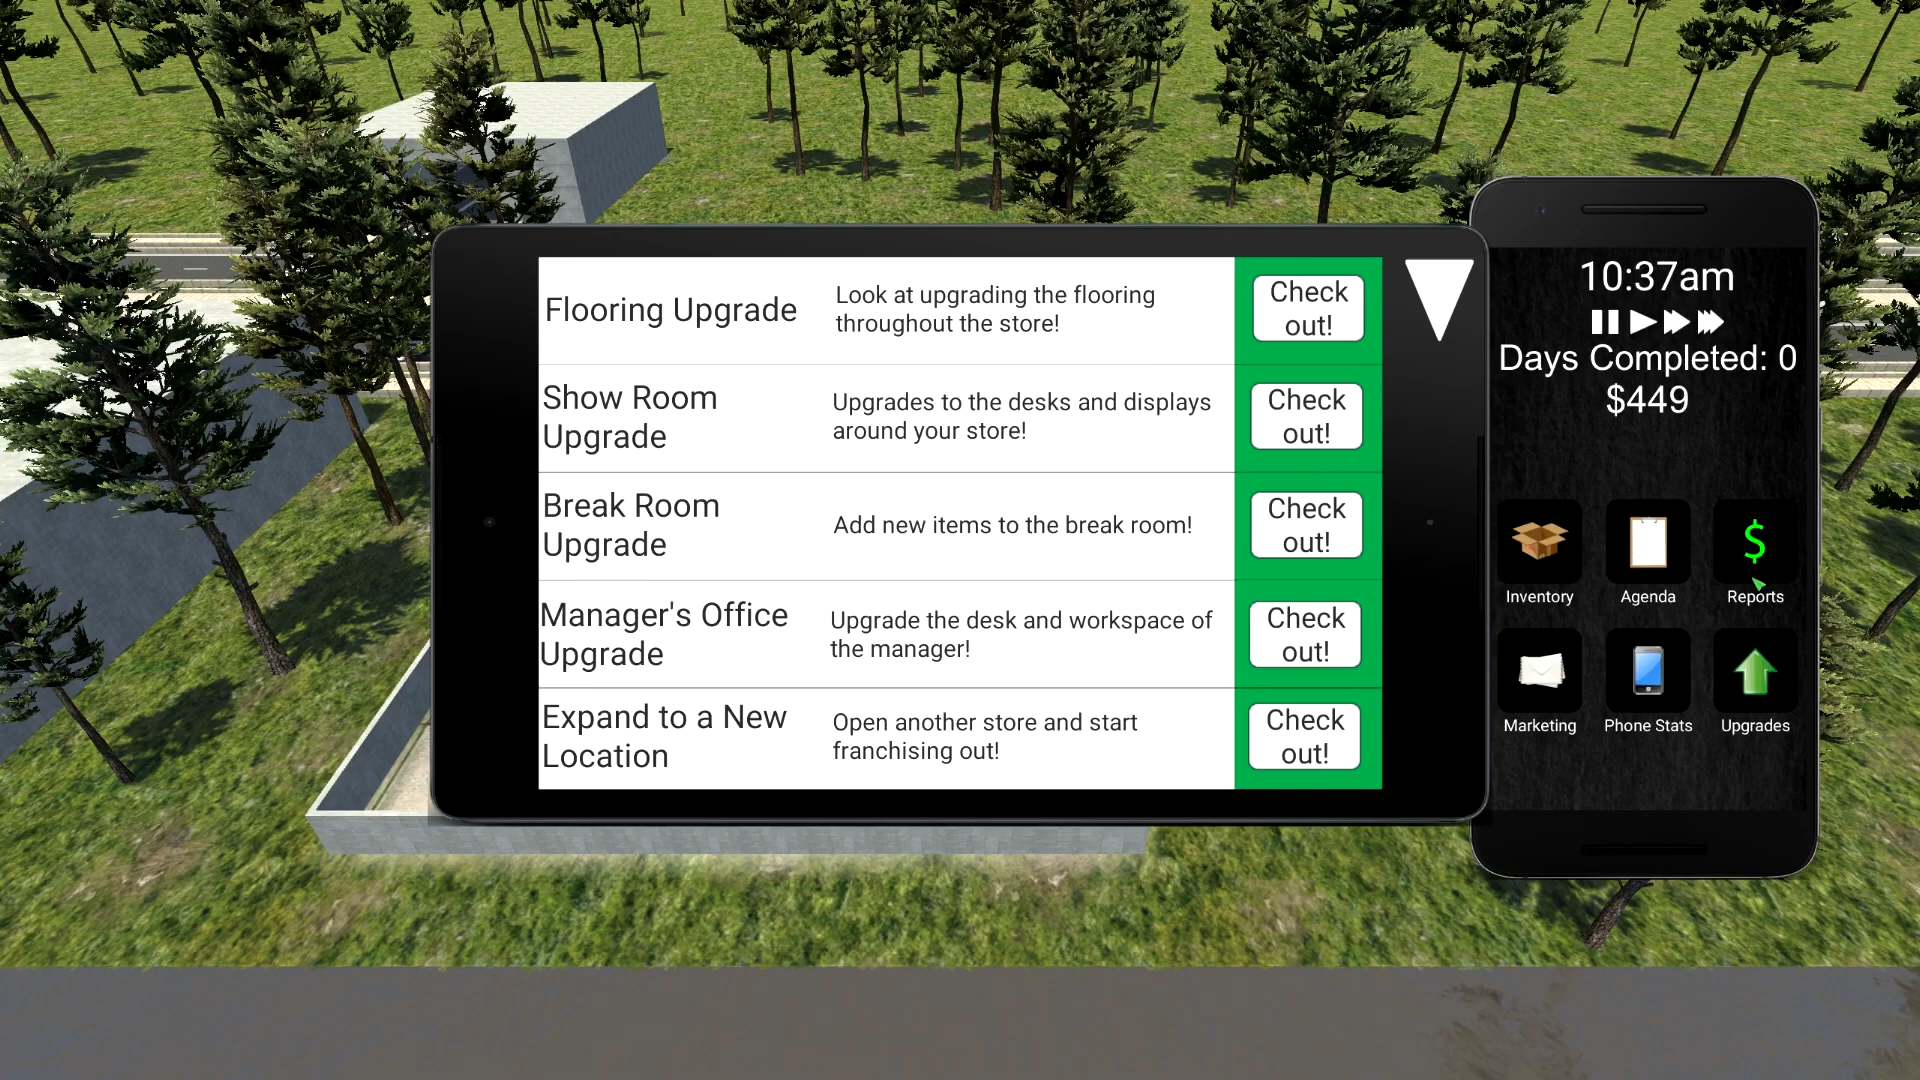 Flooring Upgrade
Look at upgrading the flooring
throughout the store!
Check
out!
Show Room
Upgrade
Upgrades to the desks and displays
around your store!
Check
out!
Break Room
Upgrade
Add new items to the break room!
Check
out!
Manager's Office
Upgrade
Upgrade the desk and workspace of
the manager!
Check
out!
Expand to a New
Location
Open another store and start
franchising out!
Check
out!
10:37am
Days Completed: 0
$449
Inventory
Agenda
$
Reports
Marketing
Phone Stats
Upgrades